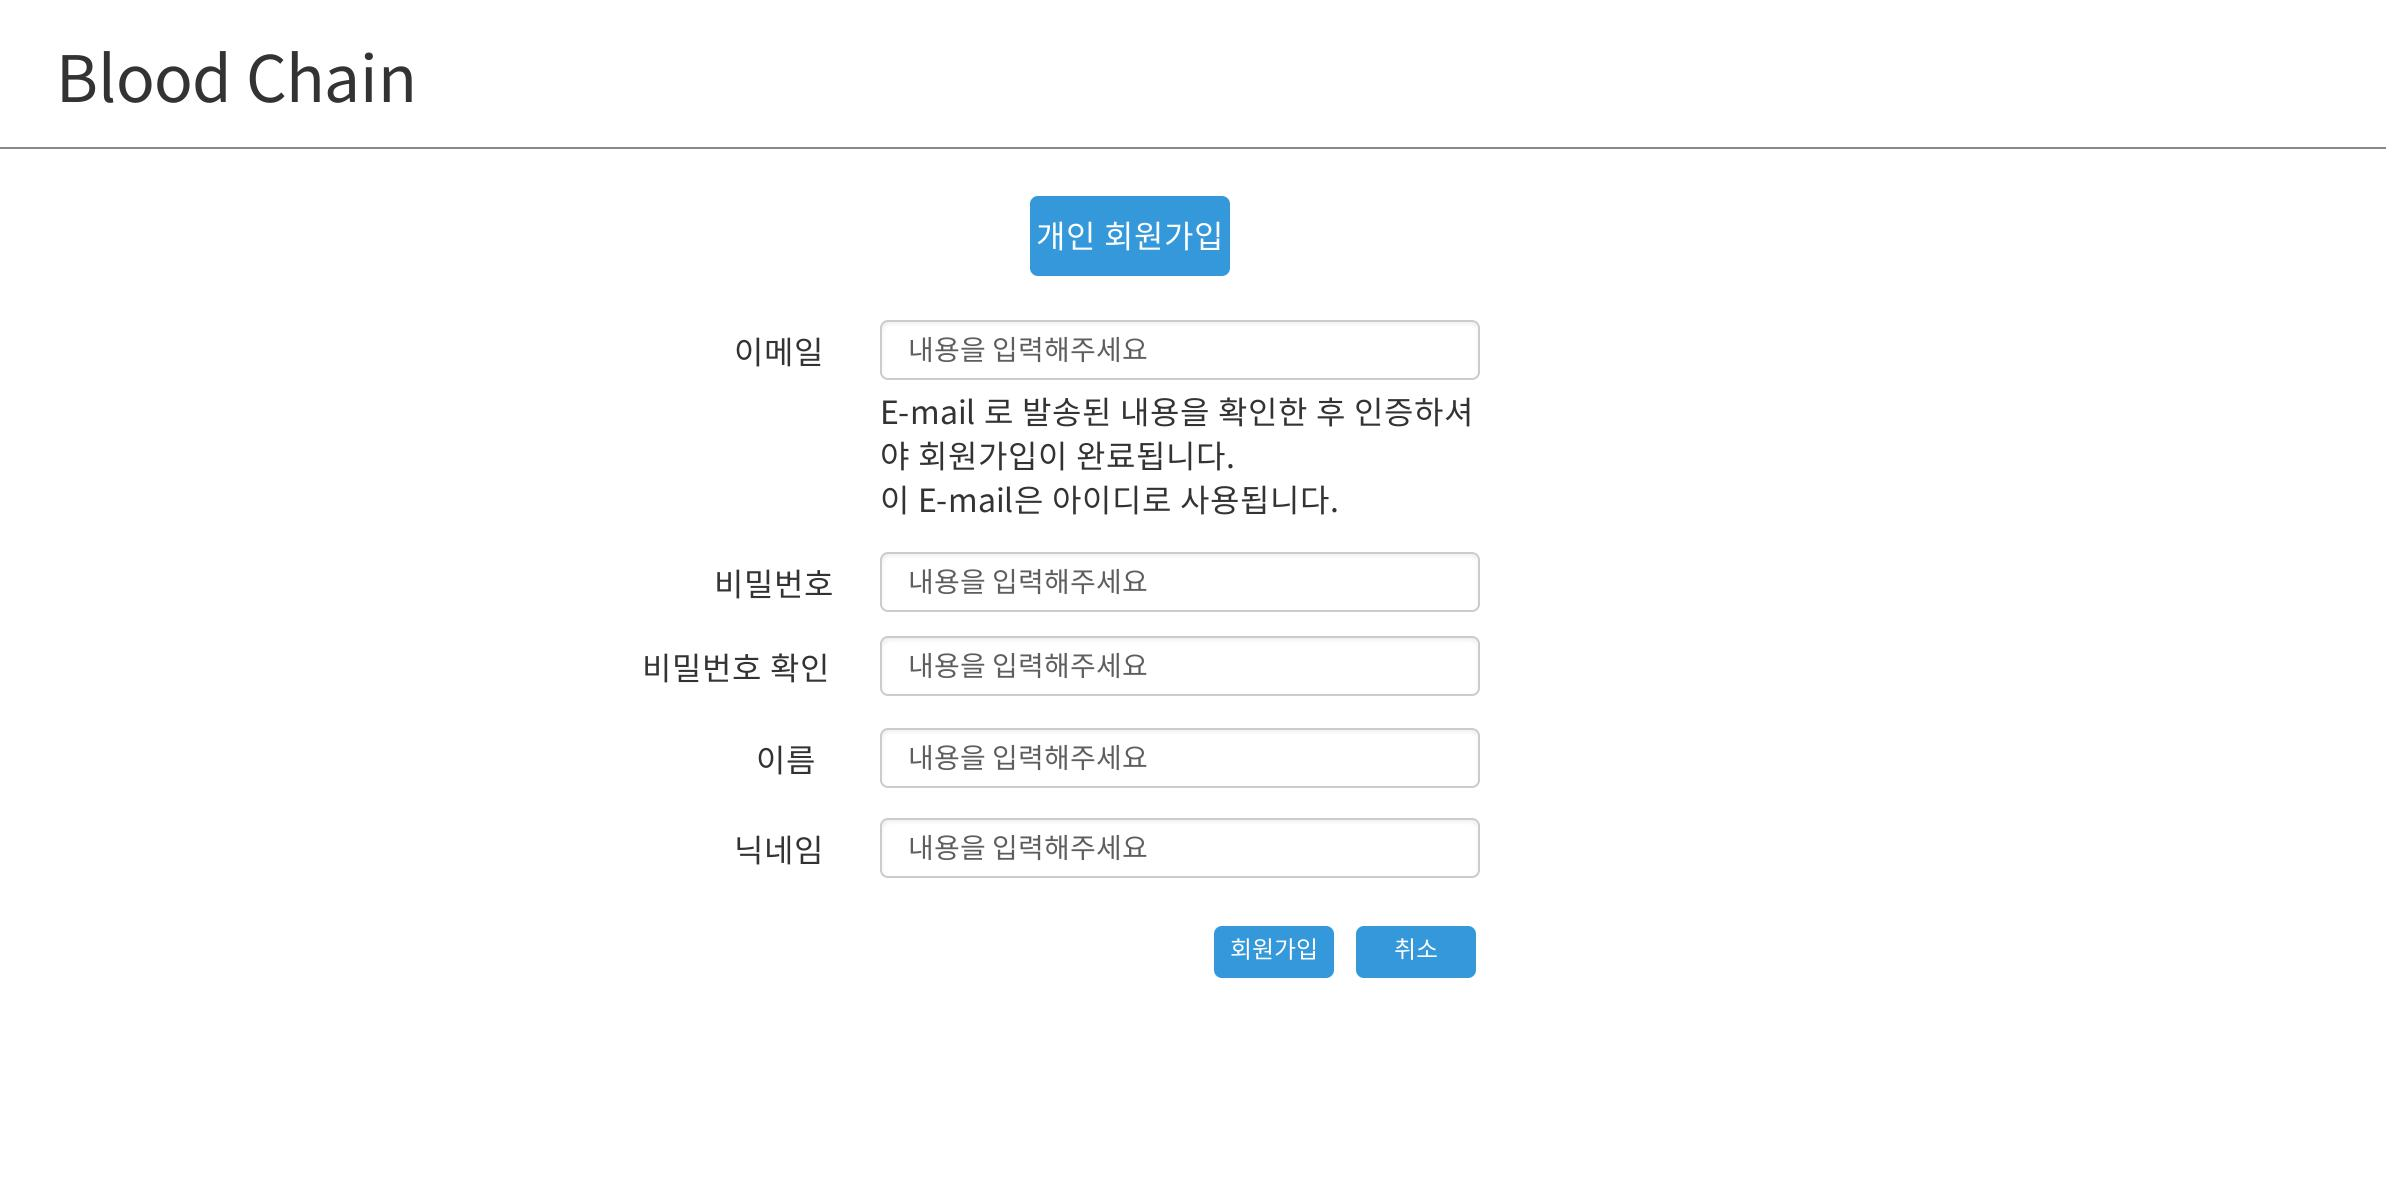 Blood Chain
개인 회원가입
이메일 내용을 입력해주세요
E-mail 로 발송된 내용을 확인한 후 인증하셔
야 회원가입이 완료됩니다.
이 E-mail은 아이디로 사용됩니다.
비밀번호 내용을 입력해주세요
비밀번호 확인 내용을 입력해주세요
이름 내용을 입력해주세요
닉네임 내용을 입력해주세요
회원가입 취소